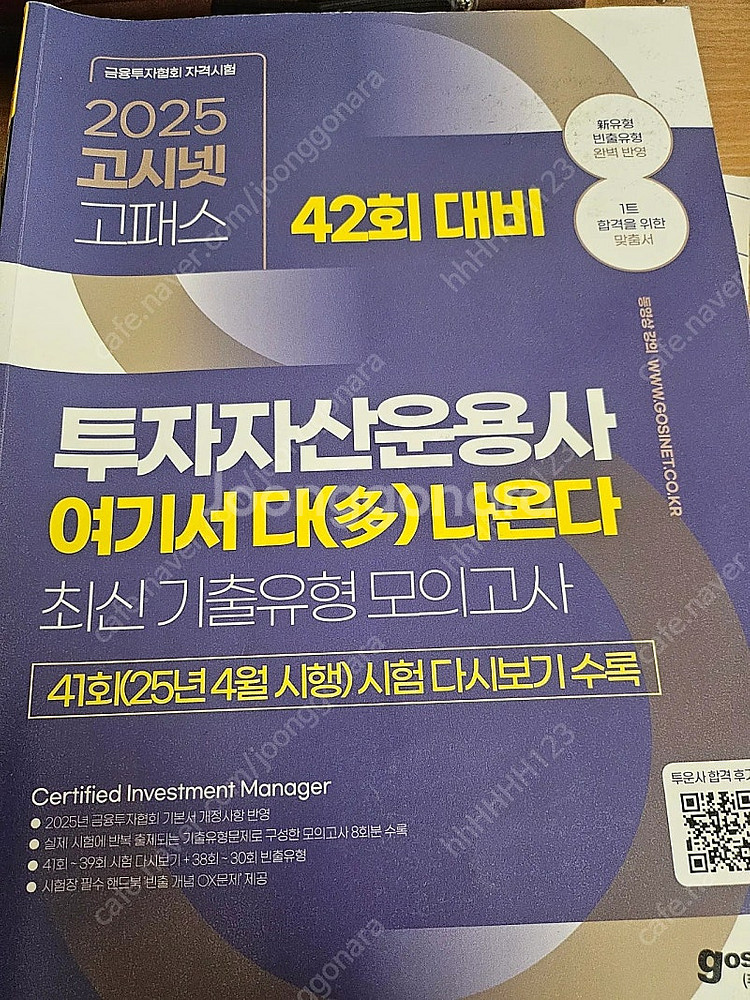 금융투자협회 자격시험
2025
고시넷
고패스
42회 대비
新유형
빈출유형
완벽 반영
1트
합격을 위한
맞춤서
동영상 강의 WWW.GOSINET.CO.KR
투자자산운용사
여기서 다(多) 나온다
최신 기출유형 모의고사
41회(25년 4월 시행) 시험 다시보기 수록
Certified Investment Manager
● 2025년 금융투자협회 기본서 개정사항 반영
● 실제 시험에 반복 출제되는 기출유형문제로 구성한 모의고사 8회분 수록
● 41회 ~ 39회 시험 다시보기 + 38회 ~ 30회 빈출유형
● 시험장 필수 핸드북 '빈출 개념 OX문제' 제공
투운사 합격 후기
gos
joonggonara
cafe.naver.com/joonggonara
hhHHHHH123
cafe.naver